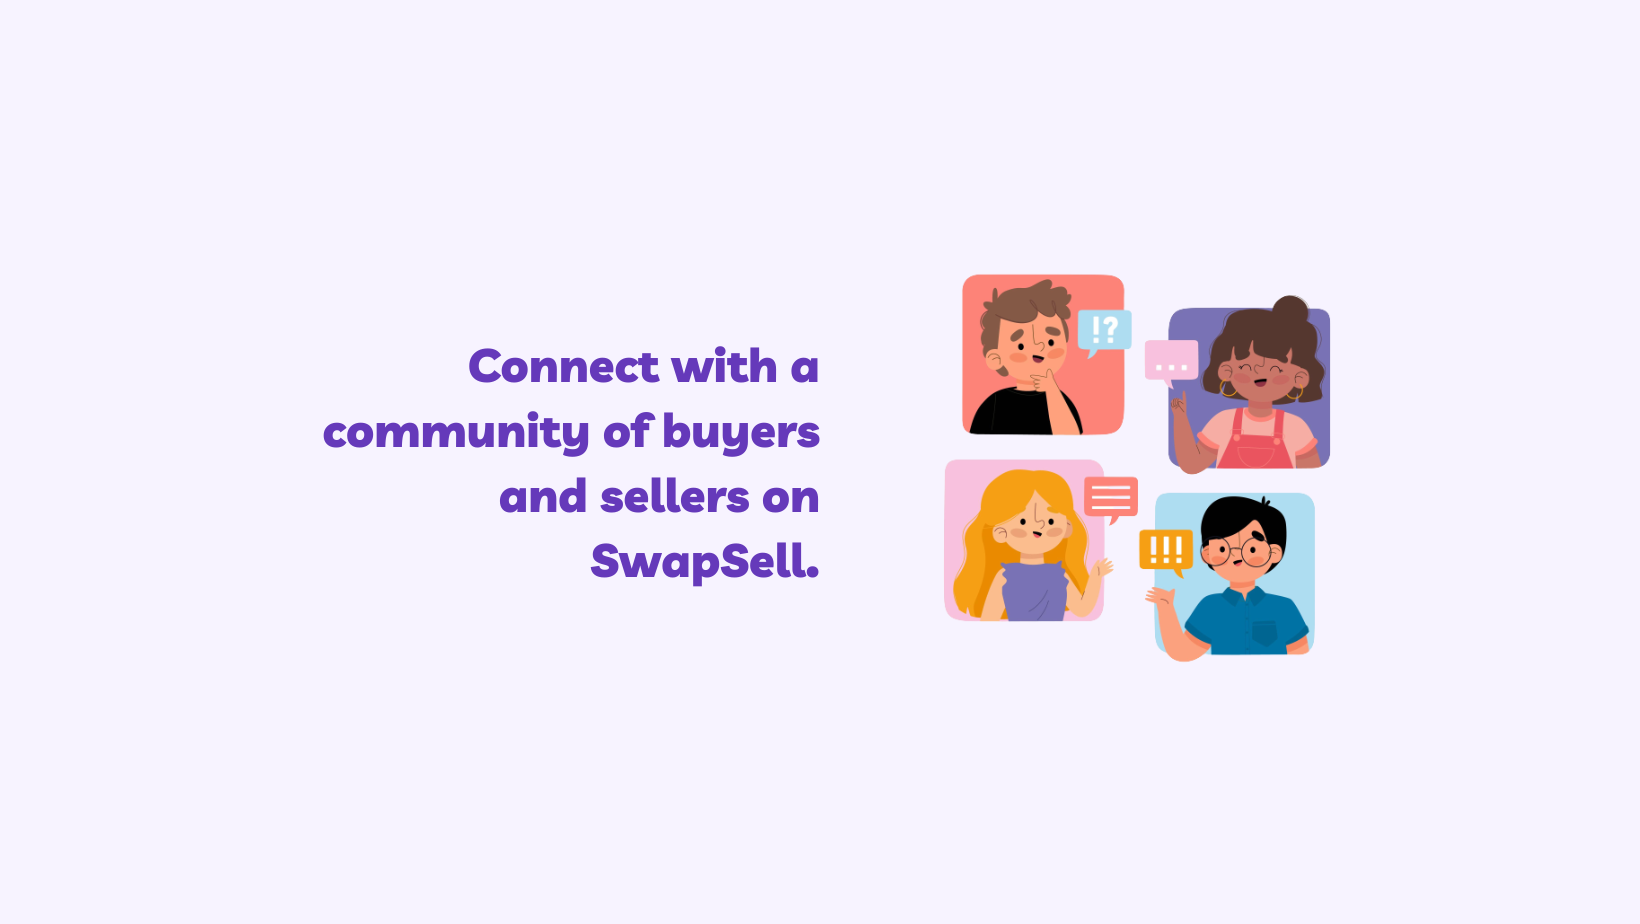 Connect with a
community of buyers
and sellers on
SwapSell.
!?
...
!!!